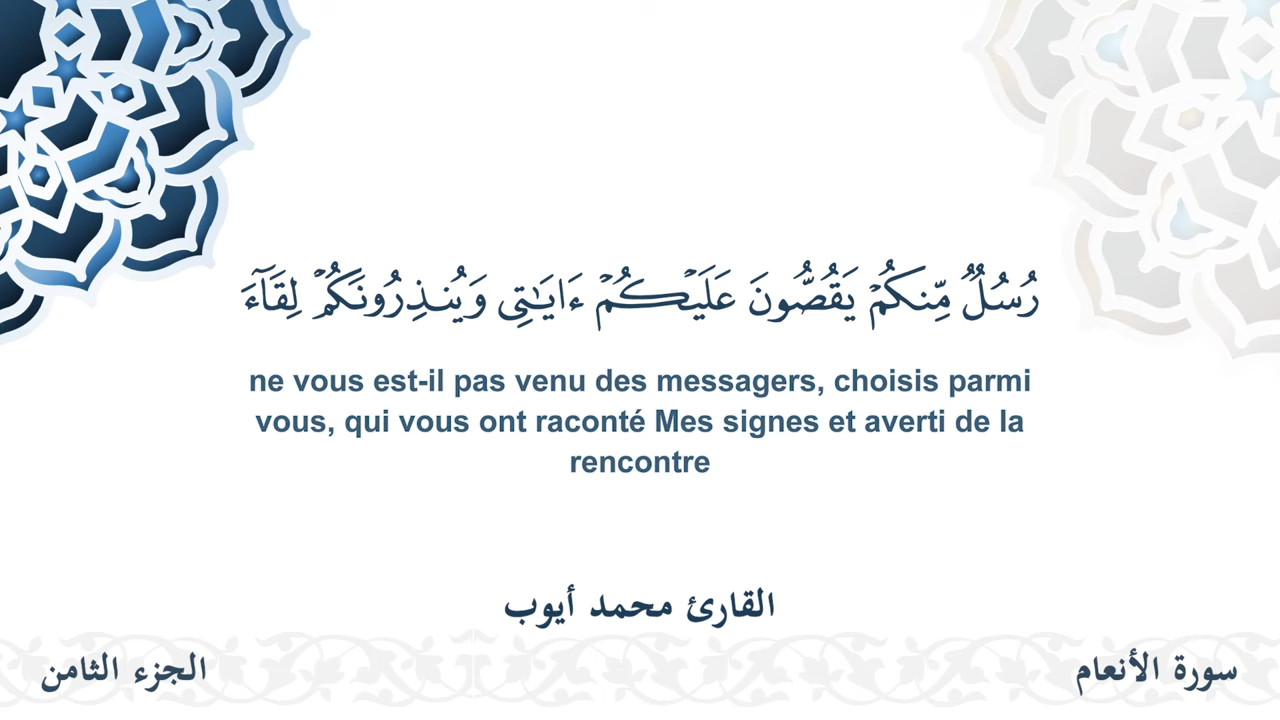 رُسُلٌ مِّنكُمْ يَقُصُّونَ عَلَيْكُمْ ءَايَٰتِى وَيُنذِرُونَكُمْ لِقَآءَ
ne vous est-il pas venu des messagers, choisis parmi
vous, qui vous ont raconté Mes signes et averti de la
rencontre
القارئ محمد أيوب
سورة الأنعام
الجزء الثامن